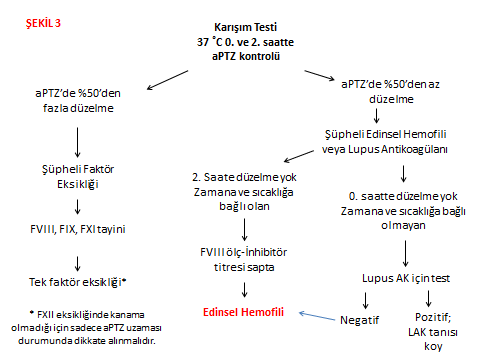 ŞEKİL 3
Karışım Testi
37 ˚C 0. ve 2. saatte
aPTZ kontrolü
aPTZ’de %50’den
fazla düzelme
Şüpheli Faktör
Eksikliği
FVIII, FIX, FXI tayini
Tek faktör eksikliği*
* FXII eksikliğinde kanama
olmadığı için sadece aPTZ uzaması
durumunda dikkate alınmalıdır.
aPTZ’de %50’den az
düzelme
Şüpheli Edinsel Hemofili
veya Lupus Antikoagülanı
2. Saate düzelme yok
Zamana ve sıcaklığa
bağlı olan
FVIII ölç-İnhibitör
titresi sapta
Edinsel Hemofili
0. saatte düzelme yok
Zamana ve sıcaklığa bağlı
olmayan
Lupus AK için test
Negatif
Pozitif;
LAK tanısı
koy